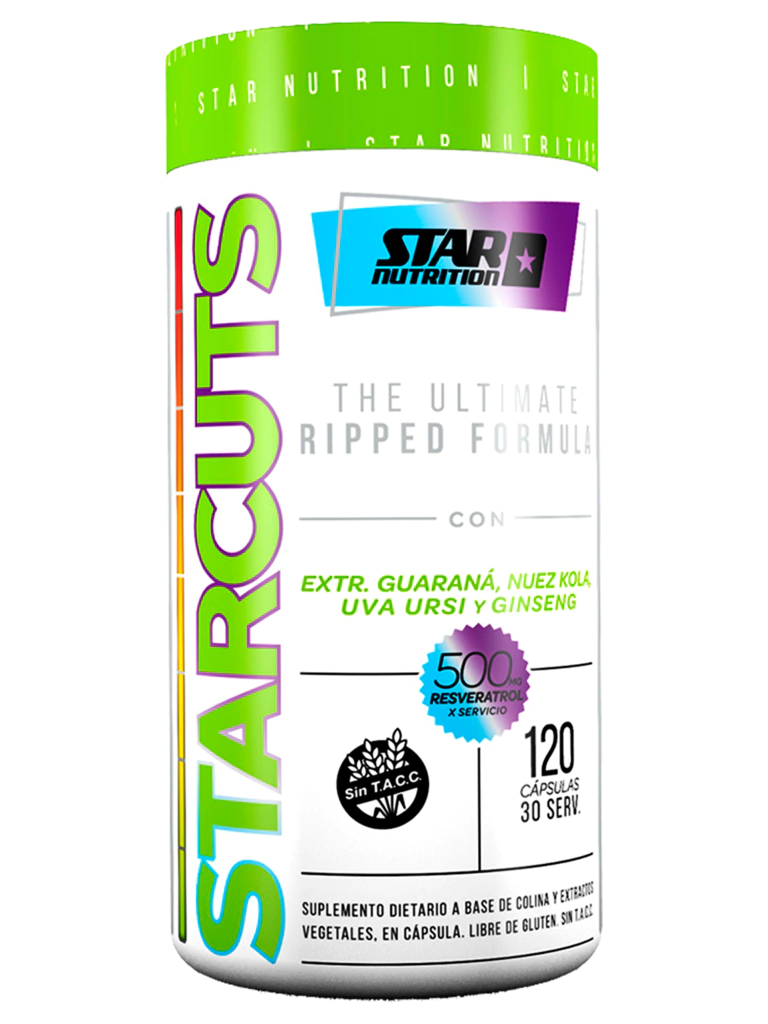 STAR NUTRITION | STAR
STAR NUTRITION
STARCUTS
STAR
NUTRITION
THE ULTIMATE
RIPPED FORMULA
CON
EXTR. GUARANÁ, NUEZ KOLA,
UVA URSI Y GINSENG
500MG
RESVERATROL
X SERVICIO
Sin T.A.C.C.
120
CÁPSULAS
30 SERV.
SUPLEMENTO DIETARIO A BASE DE COLINA Y EXTRACTOS
VEGETALES, EN CÁPSULA. LIBRE DE GLUTEN. SIN T.A.C.C.